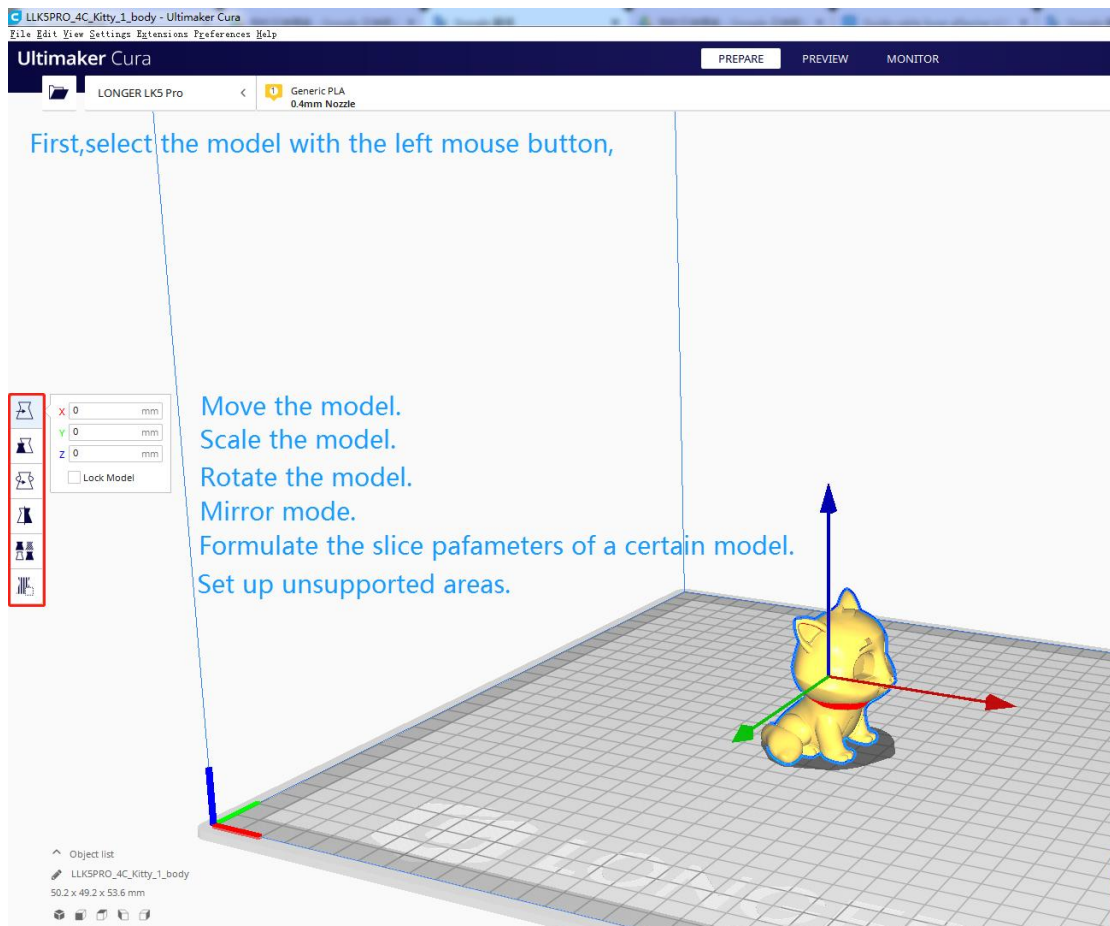 LLK5PRO_4C_Kitty_1_body - Ultimaker Cura
File Edit View Settings Extensions Preferences Help
Ultimaker Cura
PREPARE PREVIEW MONITOR
LONGER LK5 Pro
1
Generic PLA
0.4mm Nozzle
First,select the model with the left mouse button,
X 0 mm
Y 0 mm
Z 0 mm
Lock Model
Move the model.
Scale the model.
Rotate the model.
Mirror mode.
Formulate the slice pafameters of a certain model.
Set up unsupported areas.
Object list
LLK5PRO_4C_Kitty_1_body
50.2 x 49.2 x 53.6 mm